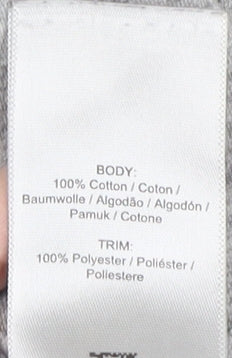 BODY:
100% Cotton / Coton /
Baumwolle / Algodão / Algodón /
Pamuk / Cotone
TRIM:
100% Polyester / Poliéster /
Poliestere